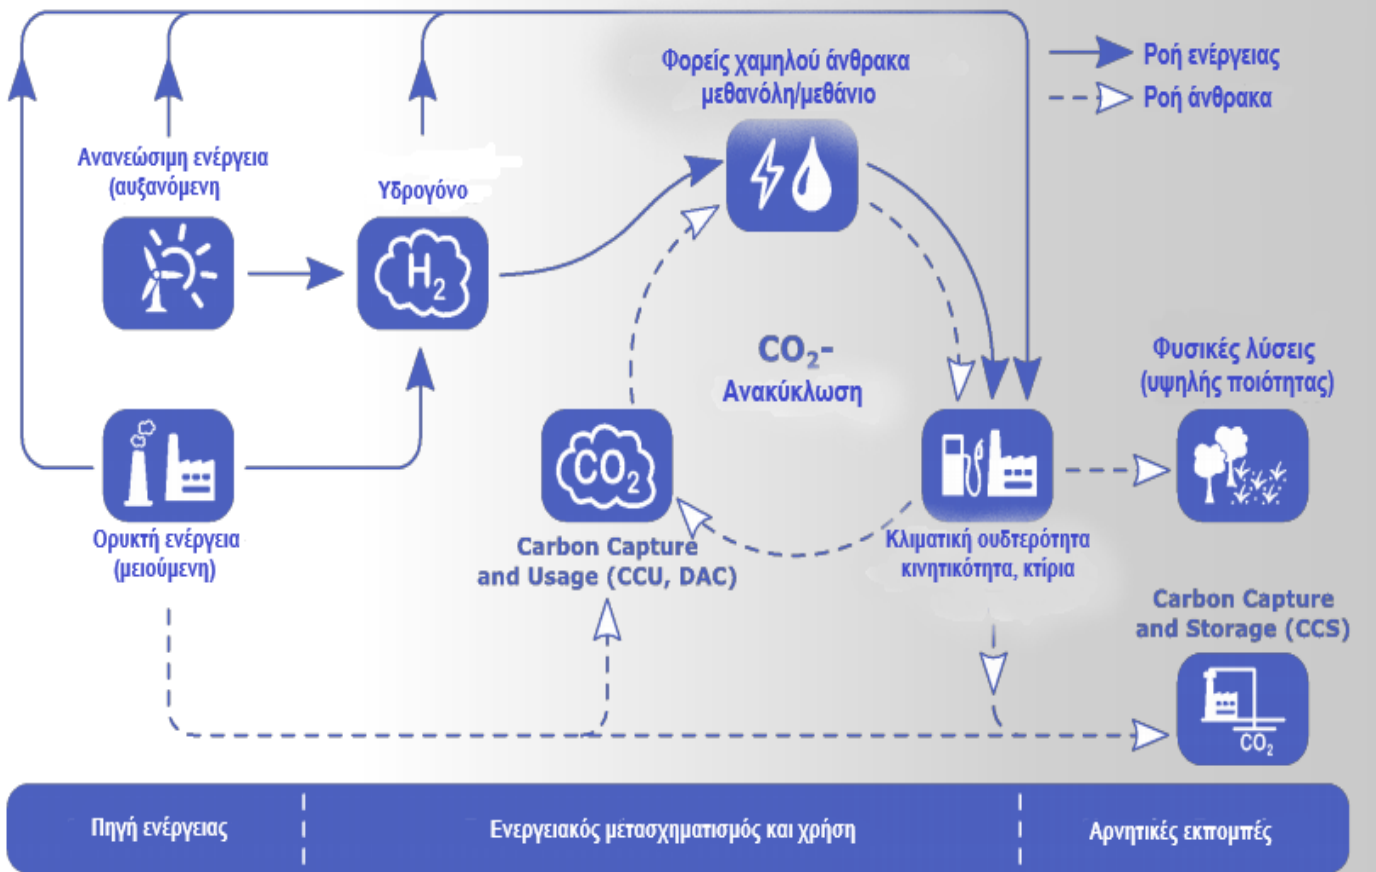 Φορείς χαμηλού άνθρακα
μεθανόλη/μεθάνιο
Ροή ενέργειας
Ροή άνθρακα
Ανανεώσιμη ενέργεια
(αυξανόμενη
Υδρογόνο
H2
CO2-
Ανακύκλωση
Φυσικές λύσεις
(υψηλής ποιότητας)
CO2
Ορυκτή ενέργεια
(μειούμενη)
Carbon Capture
and Usage (CCU, DAC)
Κλιματική ουδτερότητα
κινητικότητα, κτίρια
Carbon Capture
and Storage (CCS)
CO2
Πηγή ενέργειας
Ενεργειακός μετασχηματισμός και χρήση
Αρνητικές εκπομπές